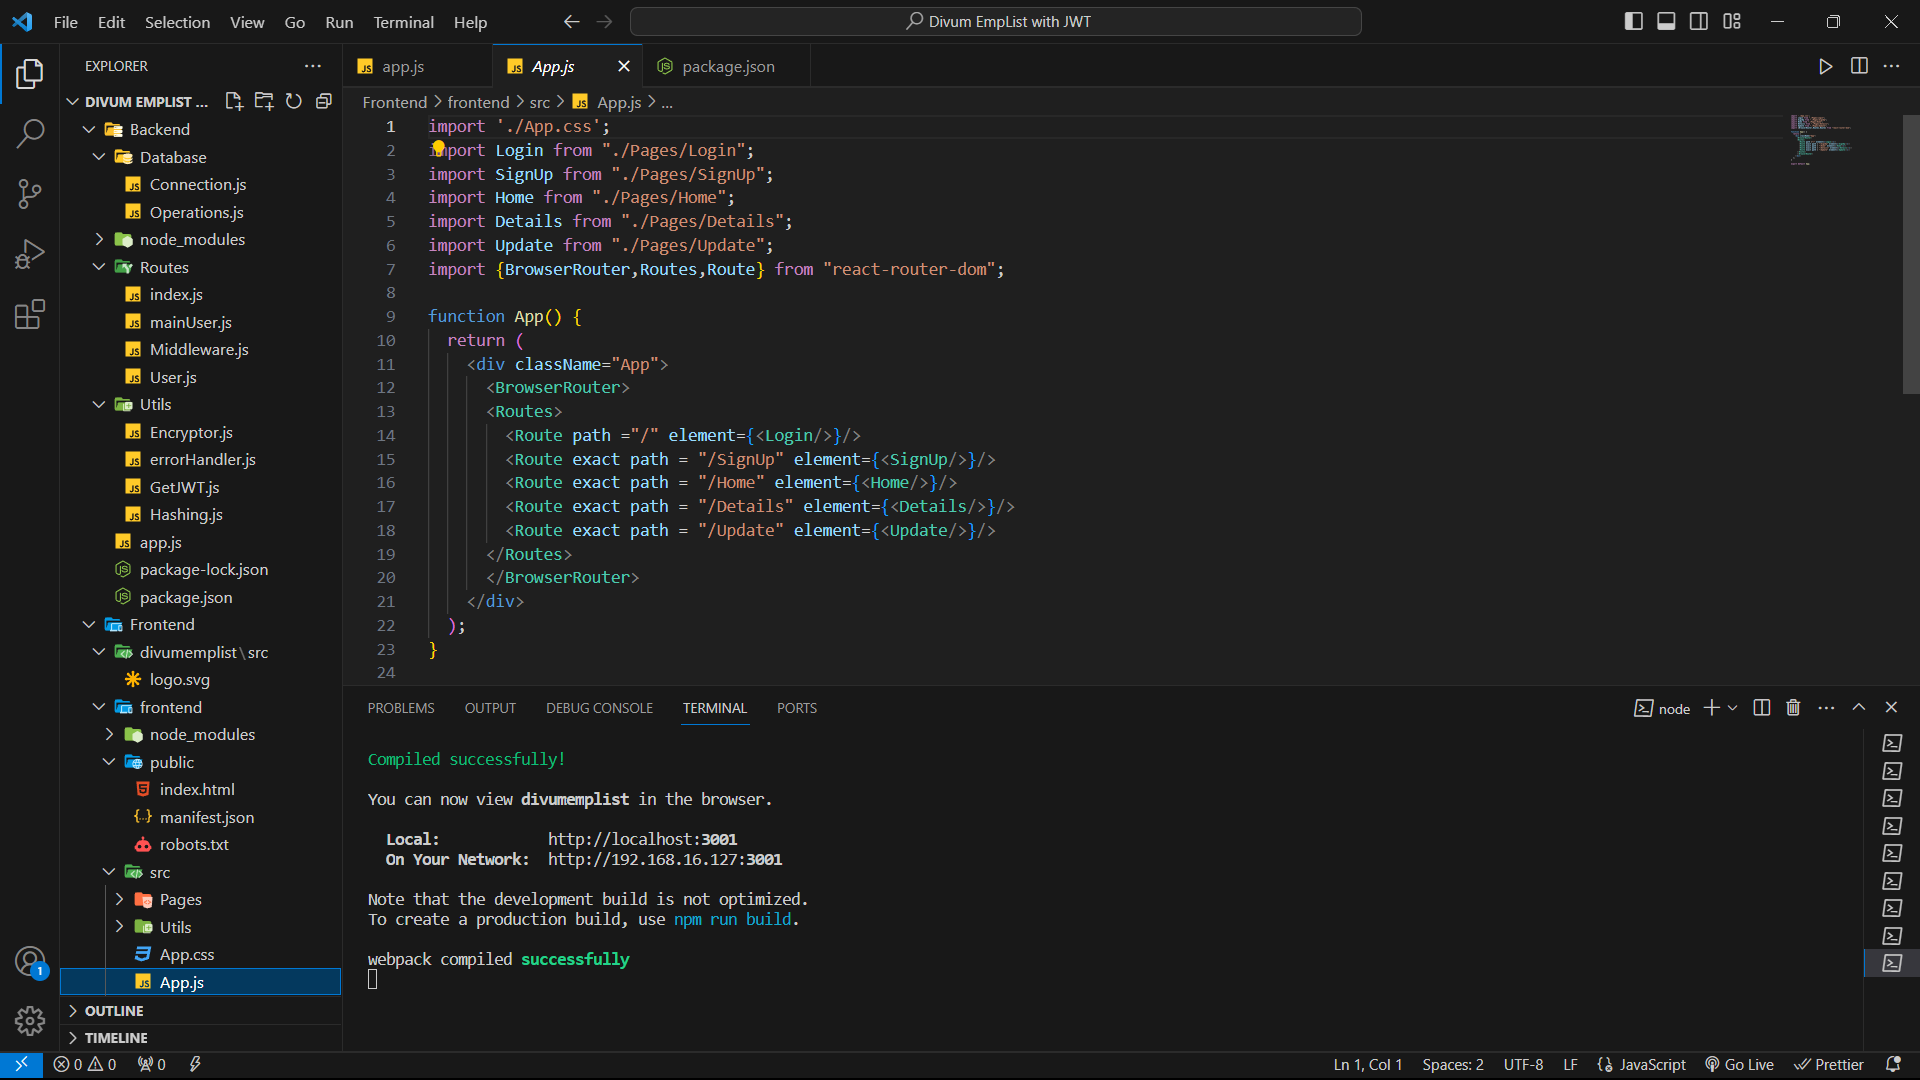 File Edit Selection View Go Run Terminal Help
Divum EmpList with JWT
EXPLORER
DIVUM EMPLIST ...
Backend
Database
Connection.js
Operations.js
node_modules
Routes
index.js
mainUser.js
Middleware.js
User.js
Utils
Encryptor.js
errorHandler.js
GetJWT.js
Hashing.js
app.js
package-lock.json
package.json
Frontend
divumemplist\src
logo.svg
frontend
node_modules
public
index.html
manifest.json
robots.txt
src
Pages
Utils
App.css
App.js
OUTLINE
TIMELINE
app.js App.js package.json
Frontend > frontend > src > App.js > ...
1 import './App.css';
2 import Login from "./Pages/Login";
3 import SignUp from "./Pages/SignUp";
4 import Home from "./Pages/Home";
5 import Details from "./Pages/Details";
6 import Update from "./Pages/Update";
7 import {BrowserRouter,Routes,Route} from "react-router-dom";
8
9 function App() {
10 return (
11 <div className="App">
12 <BrowserRouter>
13 <Routes>
14 <Route path ="/" element={<Login/>}/>
15 <Route exact path = "/SignUp" element={<SignUp/>}/>
16 <Route exact path = "/Home" element={<Home/>}/>
17 <Route exact path = "/Details" element={<Details/>}/>
18 <Route exact path = "/Update" element={<Update/>}/>
19 </Routes>
20 </BrowserRouter>
21 </div>
22 );
23 }
24
PROBLEMS OUTPUT DEBUG CONSOLE TERMINAL PORTS
node
Compiled successfully!
You can now view divumemplist in the browser.
Local: http://localhost:3001
On Your Network: http://192.168.16.127:3001
Note that the development build is not optimized.
To create a production build, use npm run build.
webpack compiled successfully
1
0 0 0
Ln 1, Col 1 Spaces: 2 UTF-8 LF {} JavaScript Go Live Prettier